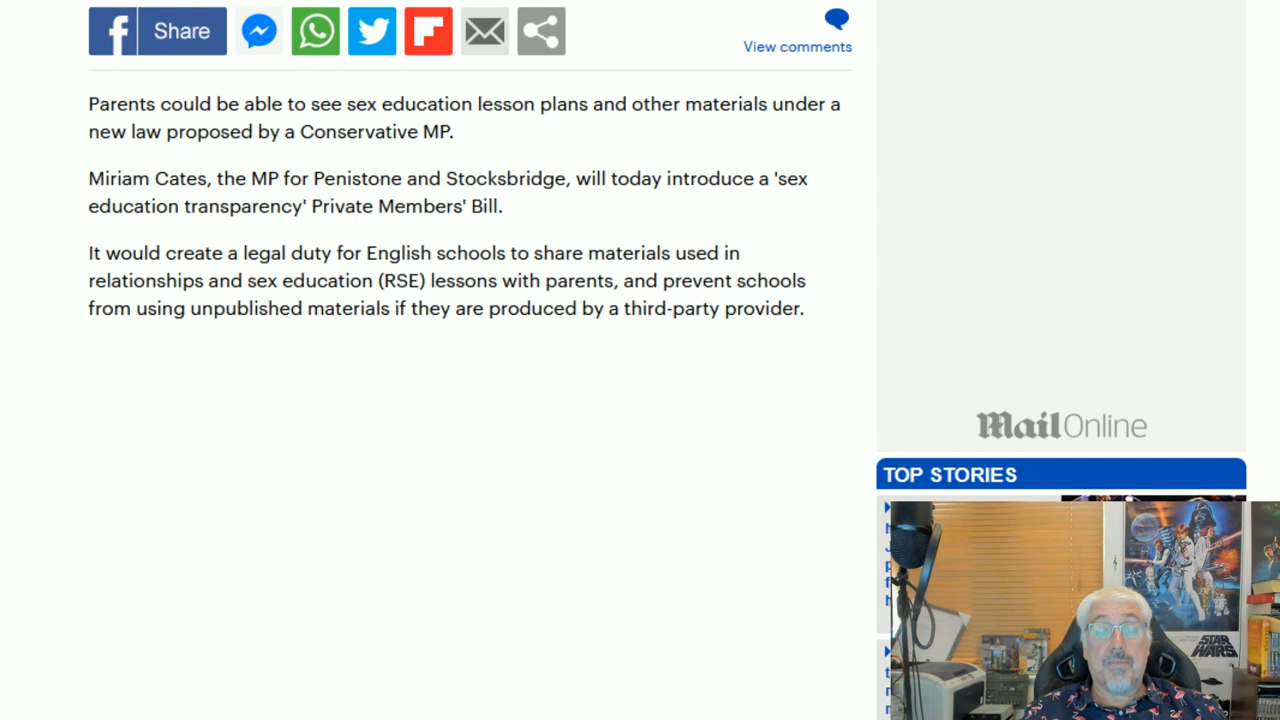 Share
View comments
Parents could be able to see sex education lesson plans and other materials under a
new law proposed by a Conservative MP.
Miriam Cates, the MP for Penistone and Stocksbridge, will today introduce a 'sex
education transparency' Private Members' Bill.
It would create a legal duty for English schools to share materials used in
relationships and sex education (RSE) lessons with parents, and prevent schools
from using unpublished materials if they are produced by a third-party provider.
Mail Online
TOP STORIES
STAR
WARS